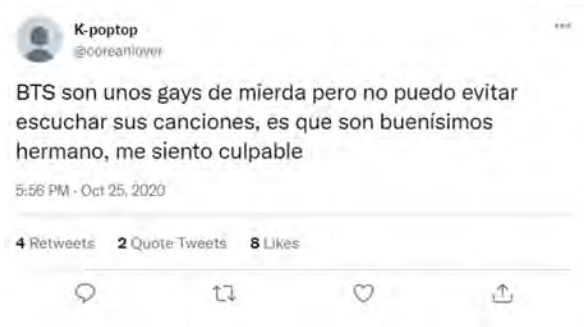 K-poptop
@coreanlover
BTS son unos gays de mierda pero no puedo evitar
escuchar sus canciones, es que son buenísimos
hermano, me siento culpable
5:56 PM · Oct 25, 2020
4 Retweets 2 Quote Tweets 8 Likes